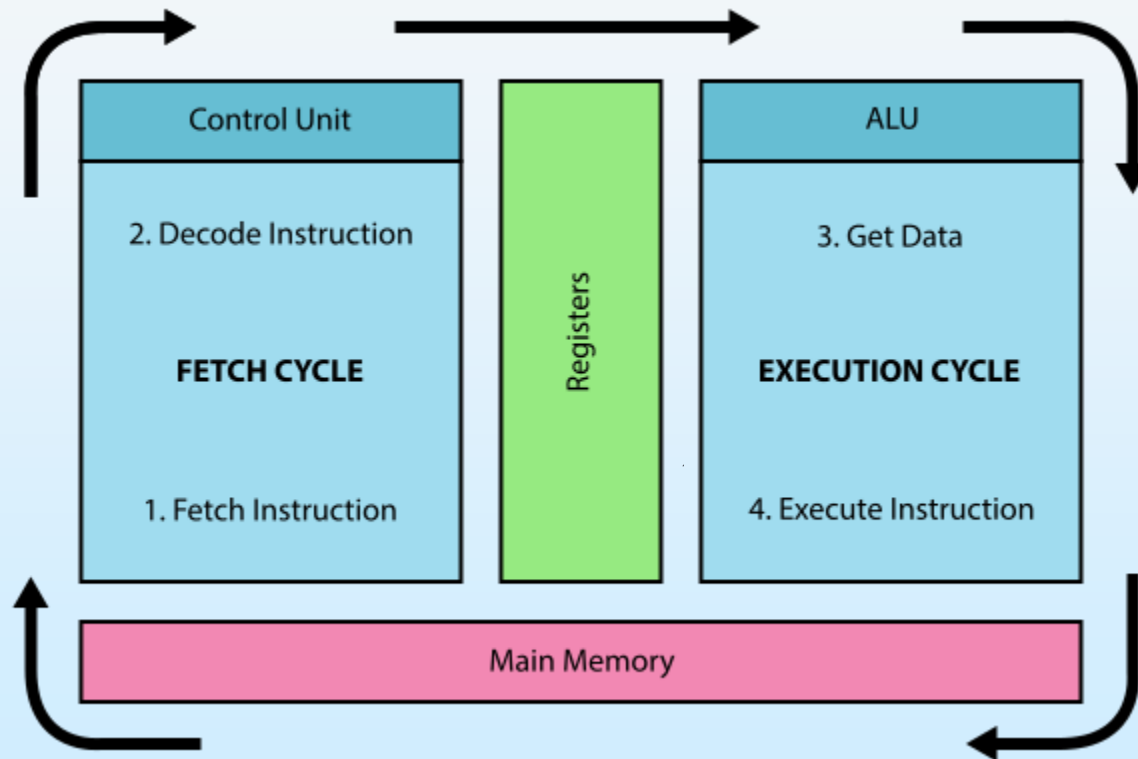 Control Unit
2. Decode Instruction
FETCH CYCLE
1. Fetch Instruction
Registers
ALU
3. Get Data
EXECUTION CYCLE
4. Execute Instruction
Main Memory